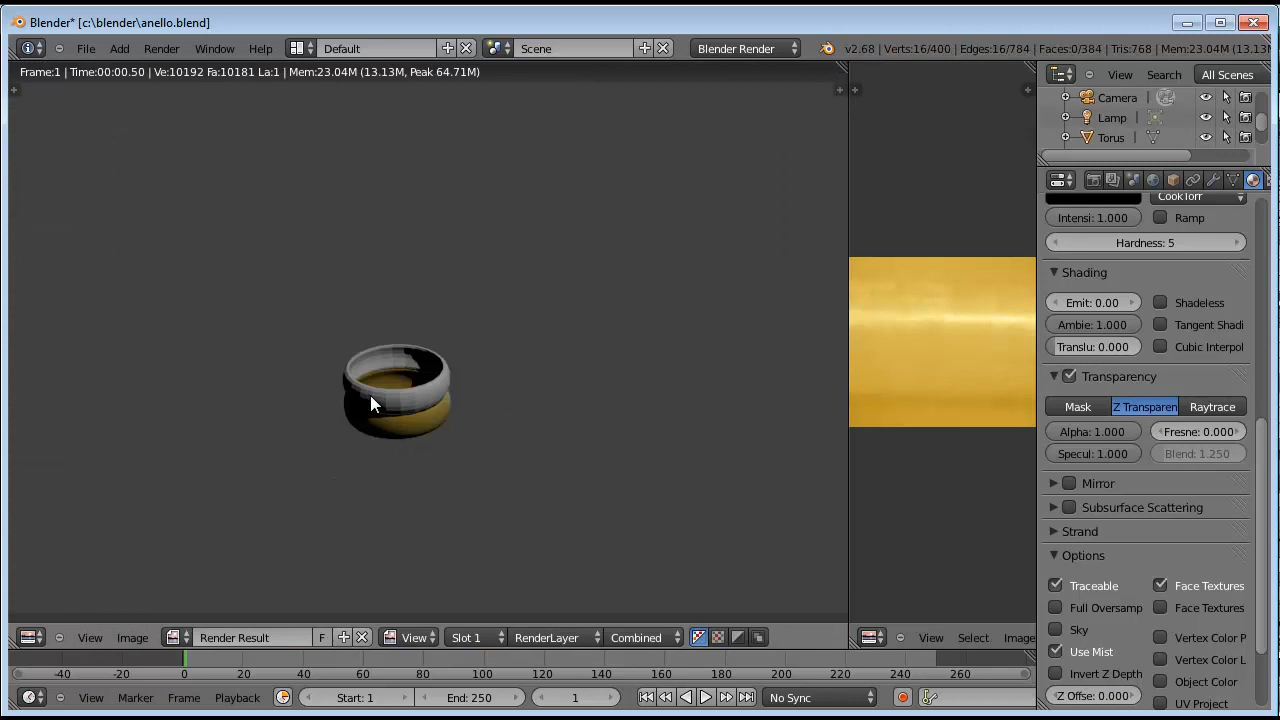 Blender* [c:\blender\anello.blend]
File Add Render Window Help Default Scene Blender Render v2.68 | Verts:16/400 | Edges:16/784 | Faces:0/384 | Tris:768 | Mem:23.04M
Frame:1 | Time:00:00.50 | Ve:10192 Fa:10181 La:1 | Mem:23.04M (13.13M, Peak 64.71M)
View Search All Scenes
Camera
Lamp
Torus
CookTorr
Intensi: 1.000 Ramp
Hardness: 5
Shading
Emit: 0.00 Shadeless
Ambie: 1.000 Tangent Shadi
Translu: 0.000 Cubic Interpol
Transparency
Mask Z Transparen Raytrace
Alpha: 1.000 Fresne: 0.000
Specul: 1.000 Blend: 1.250
Mirror
Subsurface Scattering
Strand
Options
Traceable Face Textures
Full Oversamp Face Textures
Sky Vertex Color P
Use Mist Vertex Color L
Invert Z Depth Object Color
Z Offse: 0.000 UV Project
View Image Render Result F View Slot 1 RenderLayer Combined View Select Image
-40 -20 0 20 40 60 80 100 120 140 160 180 200 220 240 260
View Marker Frame Playback Start: 1 End: 250 1 No Sync